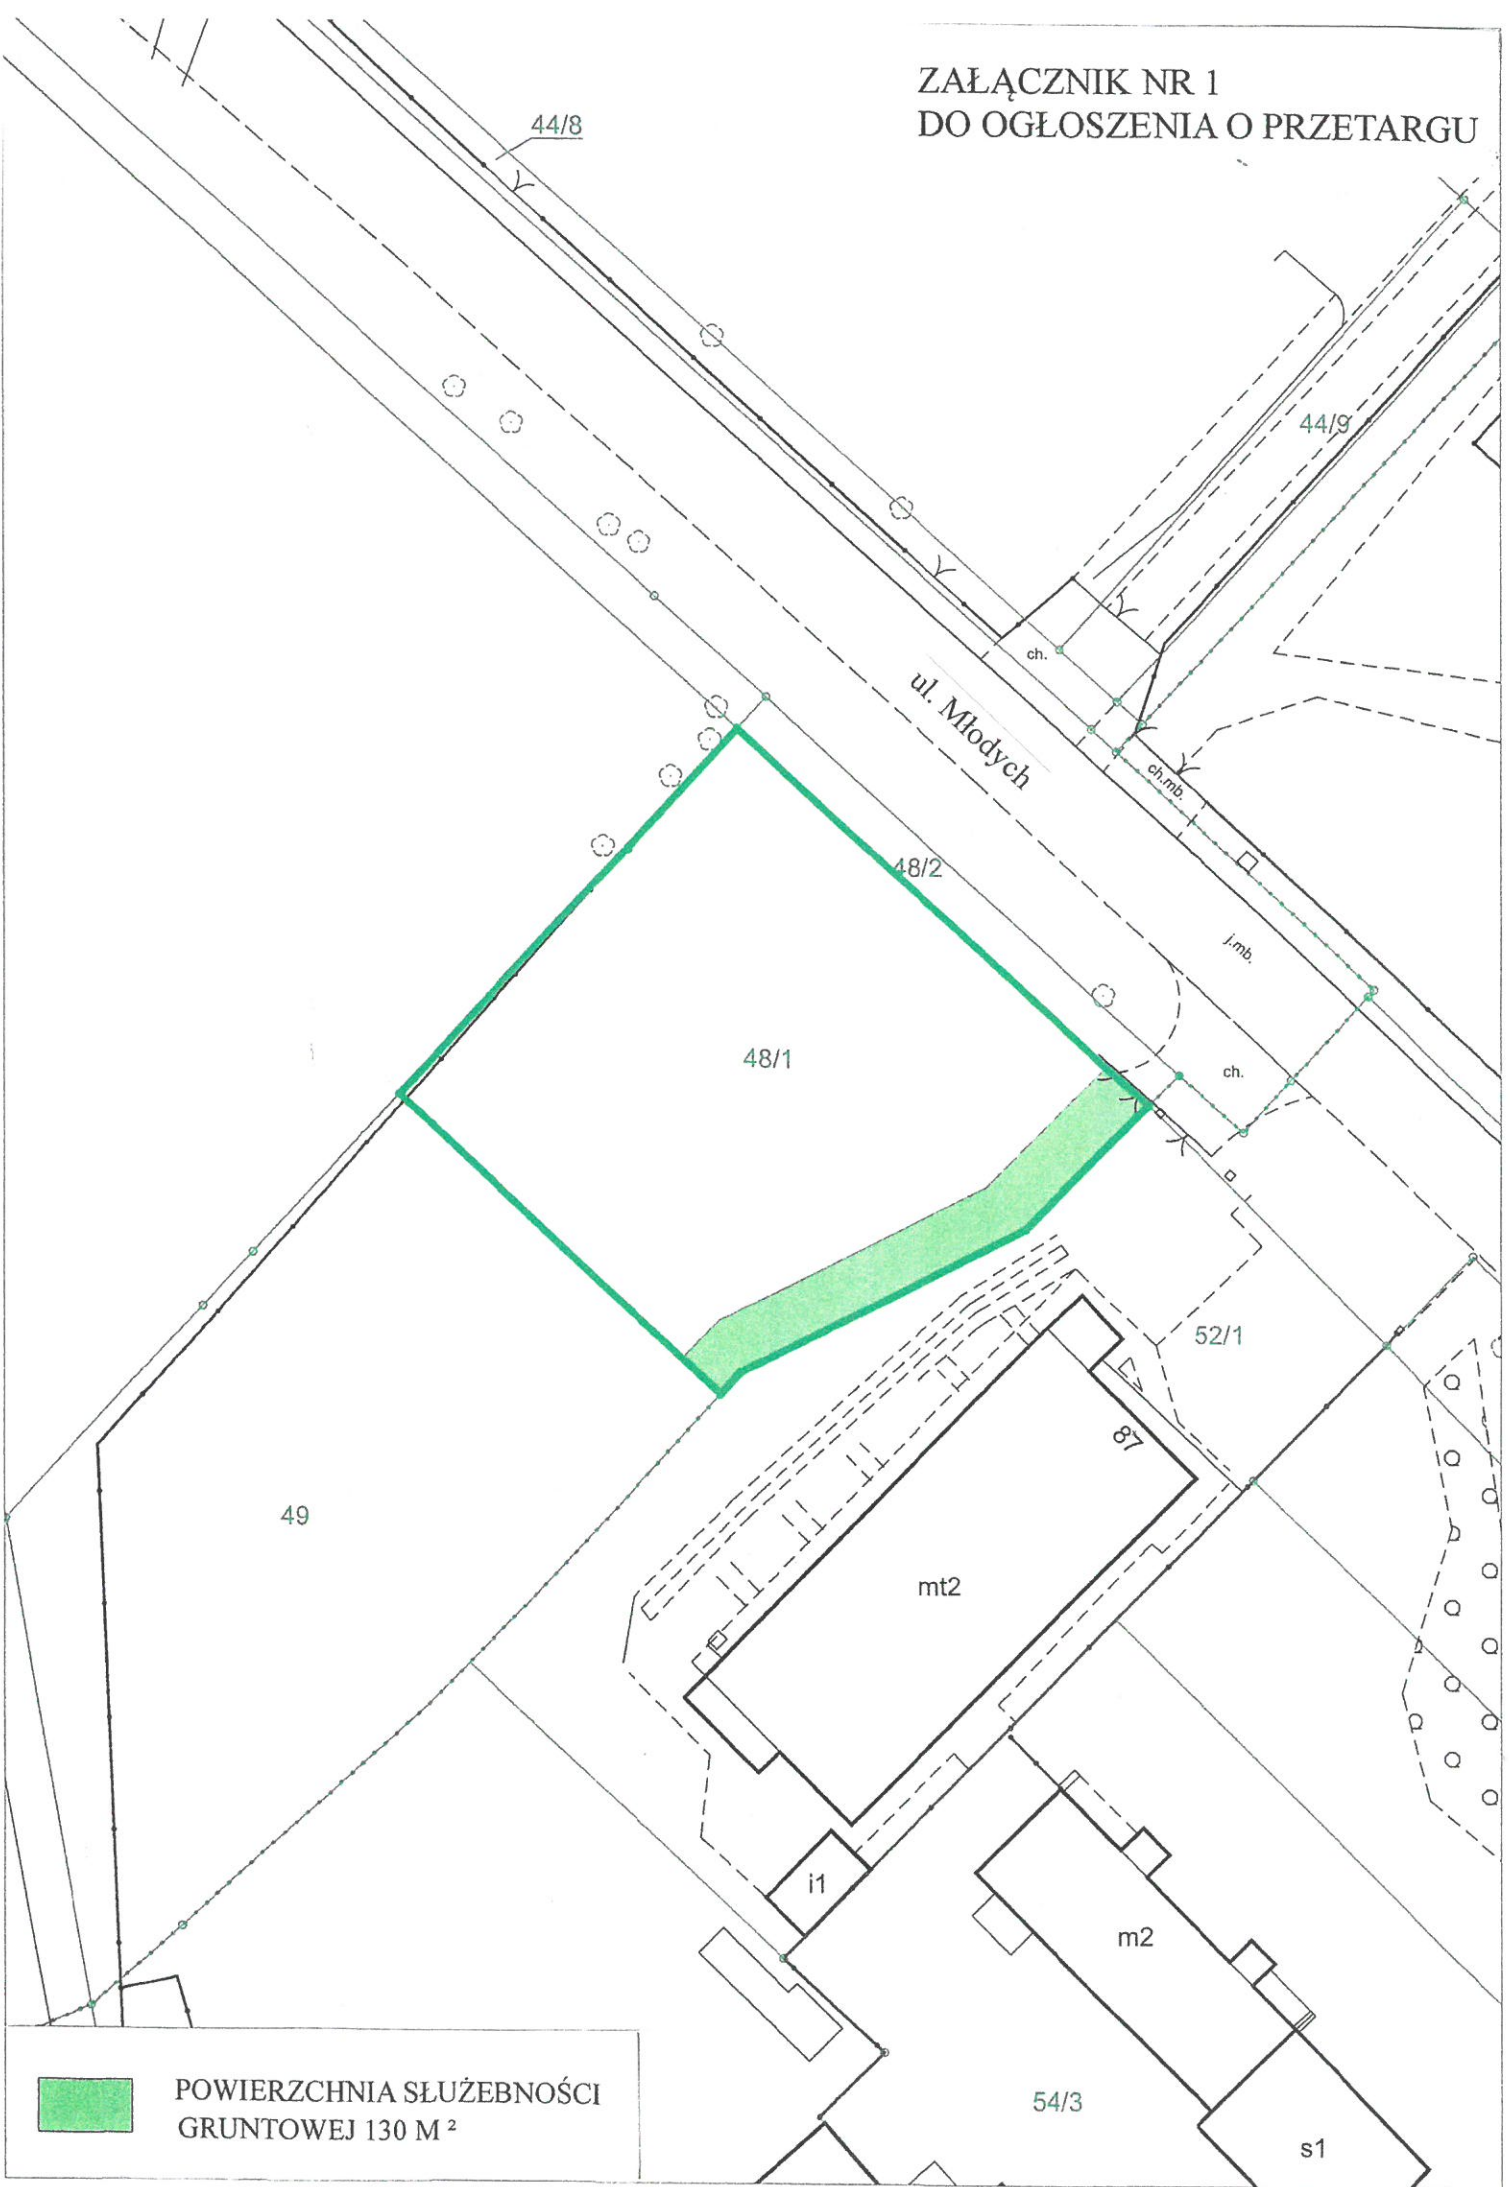 ZAŁĄCZNIK NR 1
DO OGŁOSZENIA O PRZETARGU
44/8
44/9
ch.
ul. Młodych
ch.mb.
48/2
j.mb.
48/1
ch.
52/1
87
49
mt2
i1
m2
54/3
s1
POWIERZCHNIA SŁUŻEBNOŚCI
GRUNTOWEJ 130 M ²